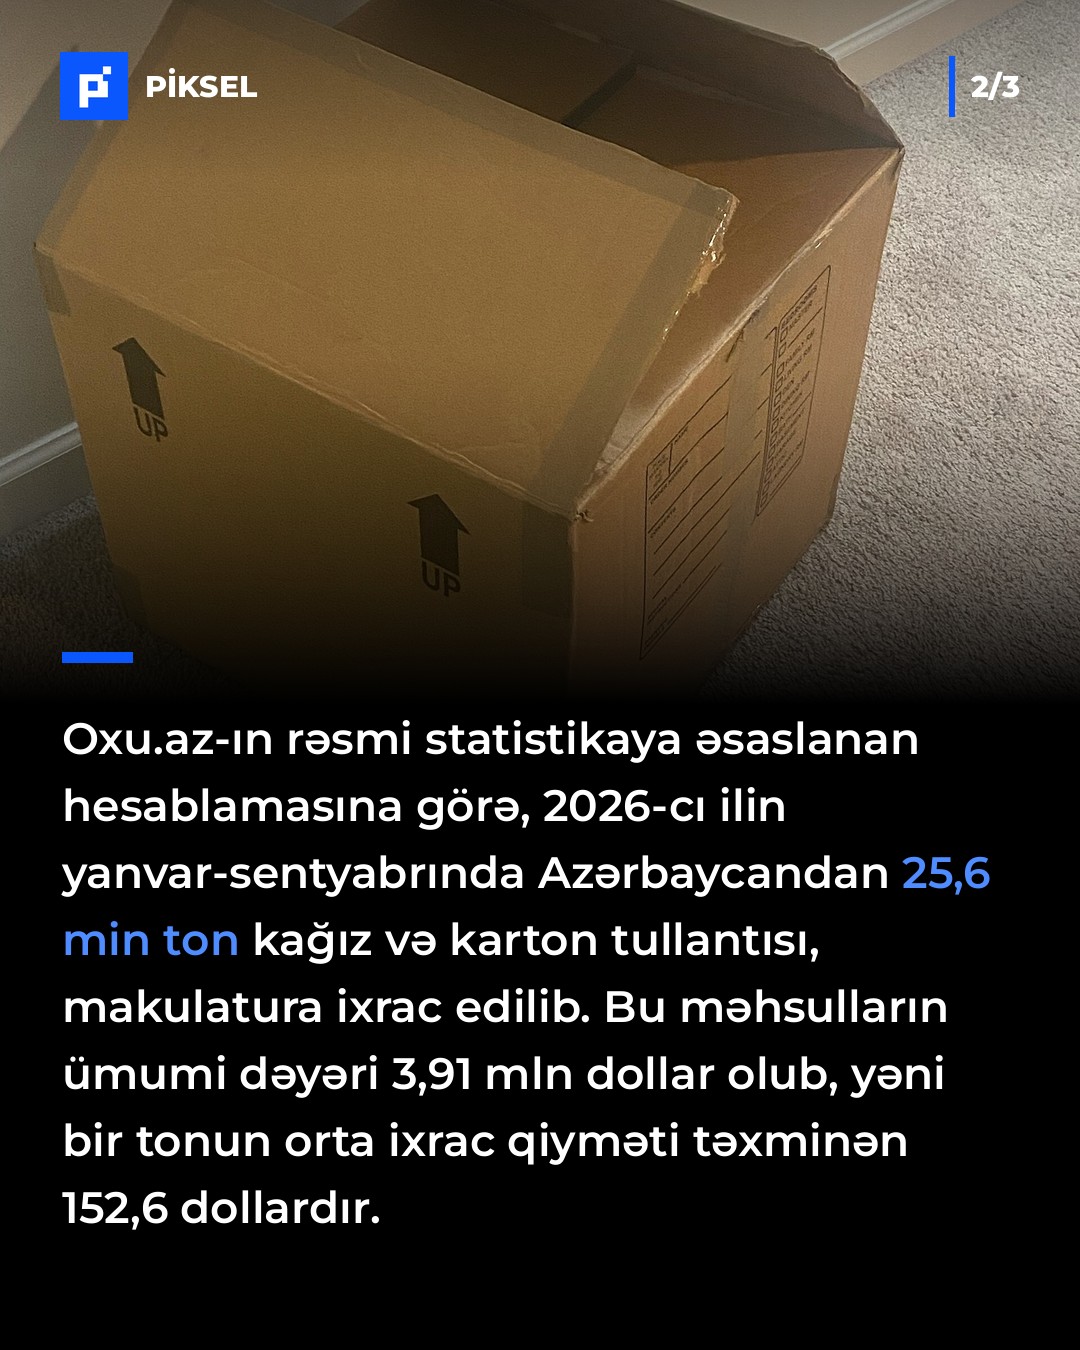 PİKSEL
2/3
UP
UP
Oxu.az-ın rəsmi statistikaya əsaslanan
hesablamasına görə, 2026-cı ilin
yanvar-sentyabrında Azərbaycandan 25,6
min ton kağız və karton tullantısı,
makulatura ixrac edilib. Bu məhsulların
ümumi dəyəri 3,91 mln dollar olub, yəni
bir tonun orta ixrac qiyməti təxminən
152,6 dollardır.